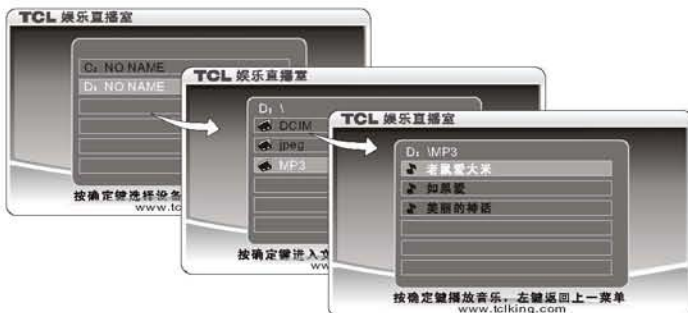 TCL 娱乐直播室
C: NO NAME
D: NO NAME
按确定键选择设备
TCL 娱乐直播室
D: \
DCIM
jpeg
MP3
按确定键进入文
TCL 娱乐直播室
D: \MP3
老鼠爱大米
如果爱
美丽的神话
按确定键播放音乐,左键返回上一菜单
www.tclking.com